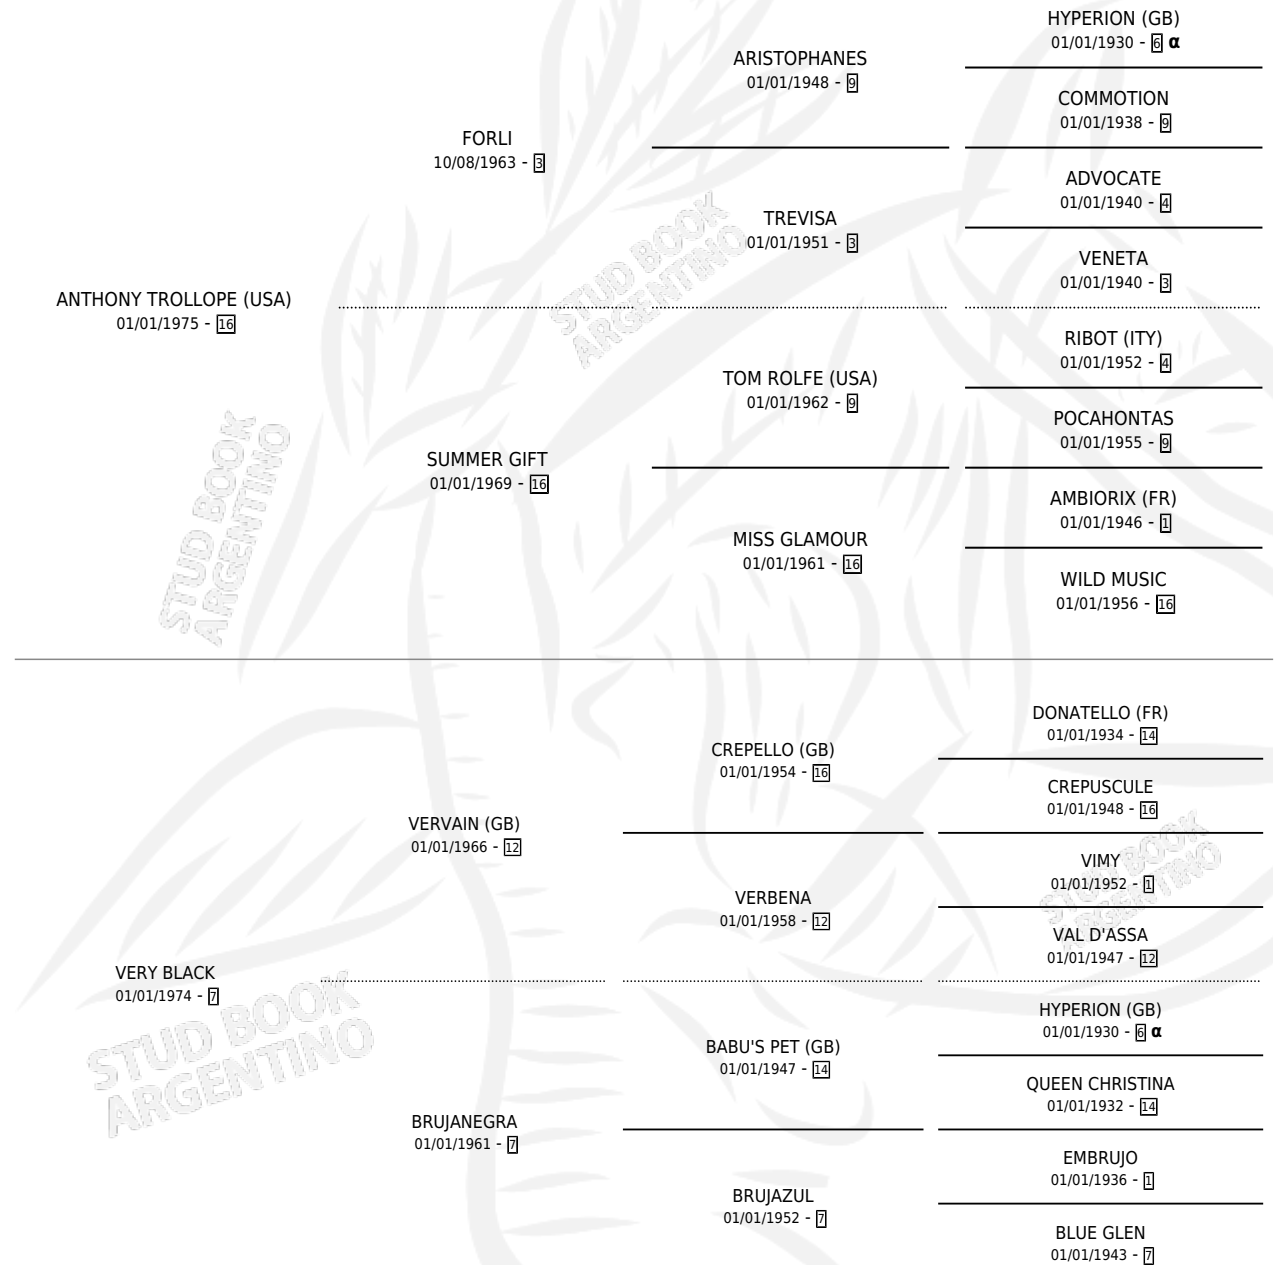 HYPERION (GB)
01/01/1930 - 6 α
ARISTOPHANES
01/01/1948 - 9
COMMOTION
01/01/1938 - 9
FORLI
10/08/1963 - 3
ADVOCATE
01/01/1940 - 4
TREVISA
01/01/1951 - 3
VENETA
01/01/1940 - 3
ANTHONY TROLLOPE (USA)
01/01/1975 - 16
RIBOT (ITY)
01/01/1952 - 4
TOM ROLFE (USA)
01/01/1962 - 9
POCAHONTAS
01/01/1955 - 9
SUMMER GIFT
01/01/1969 - 16
AMBIORIX (FR)
01/01/1946 - 1
MISS GLAMOUR
01/01/1961 - 16
WILD MUSIC
01/01/1956 - 16
DONATELLO (FR)
01/01/1934 - 14
CREPELLO (GB)
01/01/1954 - 16
CREPUSCULE
01/01/1948 - 16
VERVAIN (GB)
01/01/1966 - 12
VIMY
01/01/1952 - 1
VERBENA
01/01/1958 - 12
VAL D'ASSA
01/01/1947 - 12
VERY BLACK
01/01/1974 - 7
HYPERION (GB)
01/01/1930 - 6 α
BABU'S PET (GB)
01/01/1947 - 14
QUEEN CHRISTINA
01/01/1932 - 14
BRUJANEGRA
01/01/1961 - 7
EMBRUJO
01/01/1936 - 1
BRUJAZUL
01/01/1952 - 7
BLUE GLEN
01/01/1943 - 7
STUD BOOK
ARGENTINO
STUD BOOK
ARGENTINO
STUD BOOK
ARGENTINO
STUD BOOK
ARGENTINO